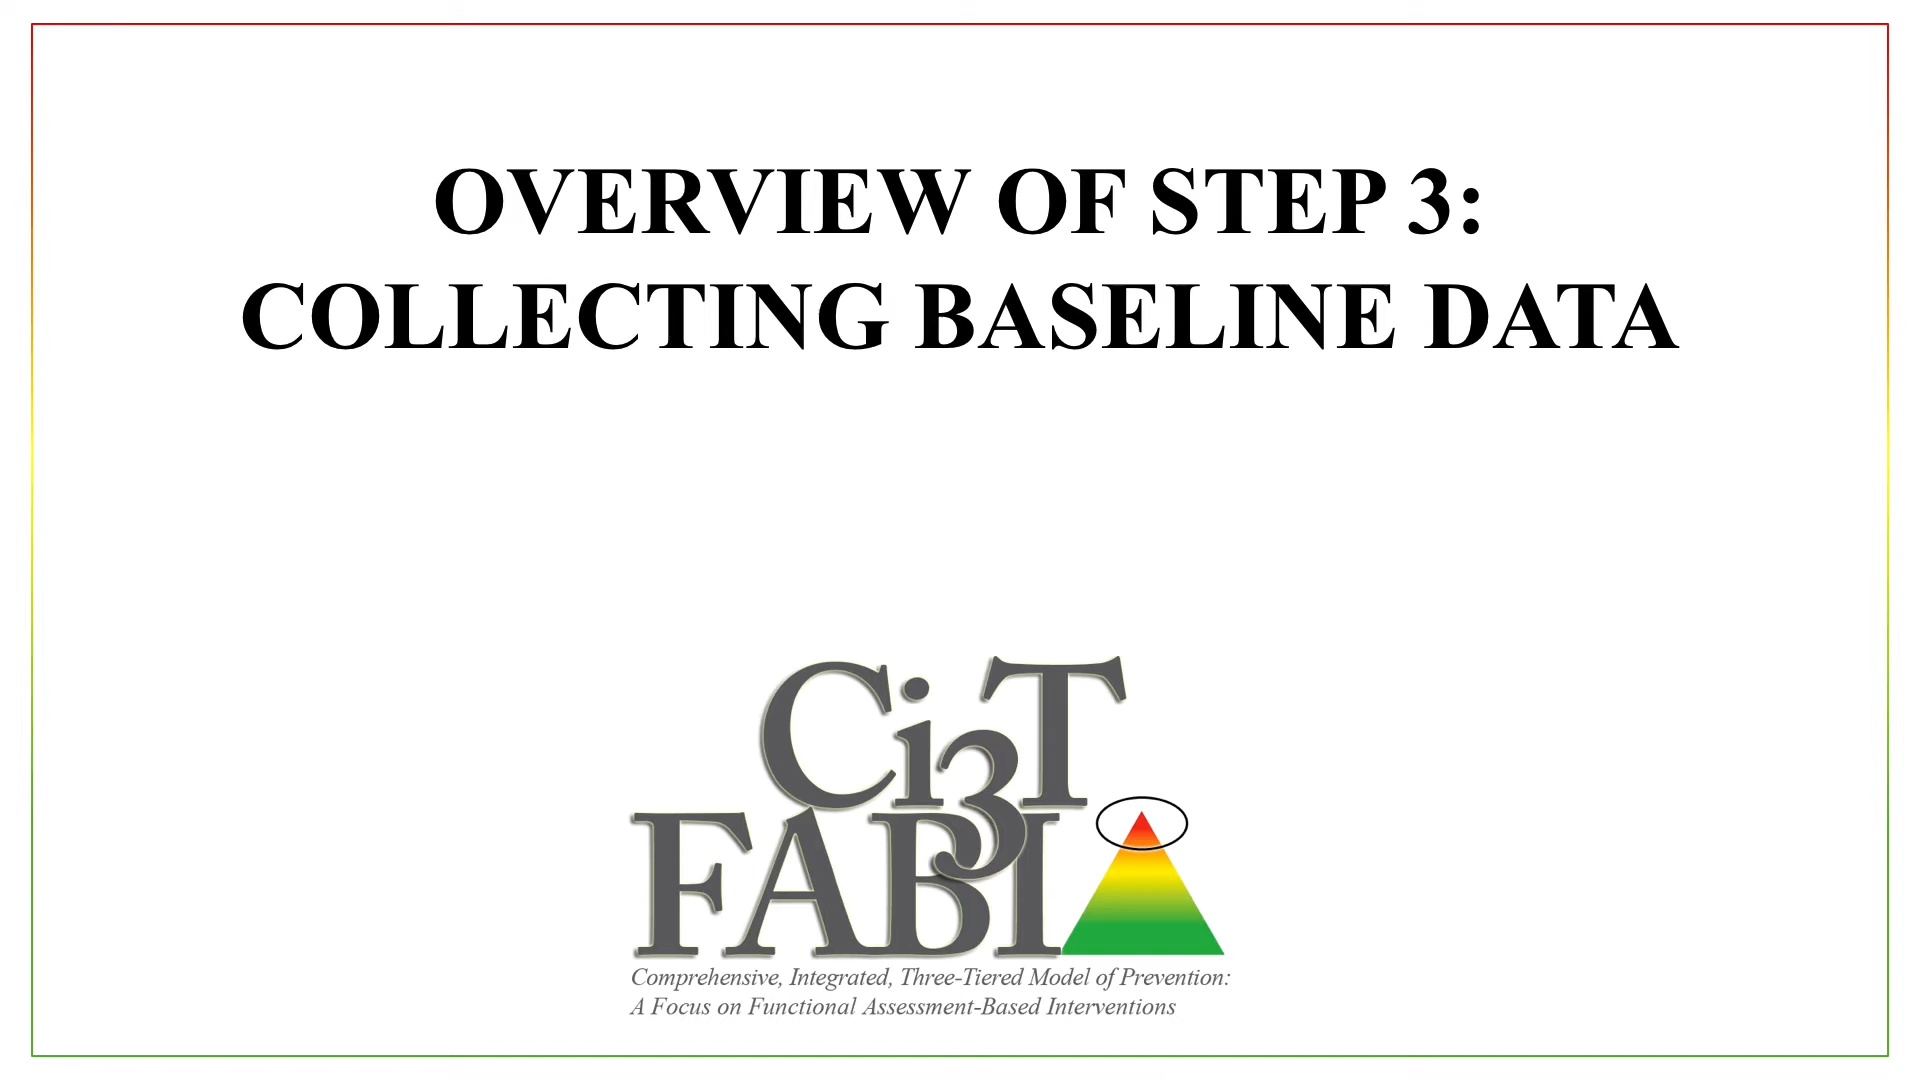 OVERVIEW OF STEP 3:
COLLECTING BASELINE DATA
Ci3T
FABI
Comprehensive, Integrated, Three-Tiered Model of Prevention:
A Focus on Functional Assessment-Based Interventions